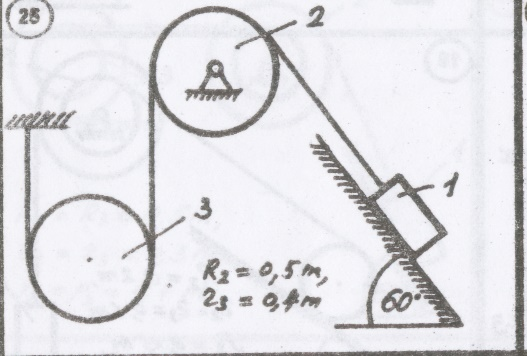 25
2
1
3
R₂ = 0,5 m,
r₃ = 0,4 m
60°